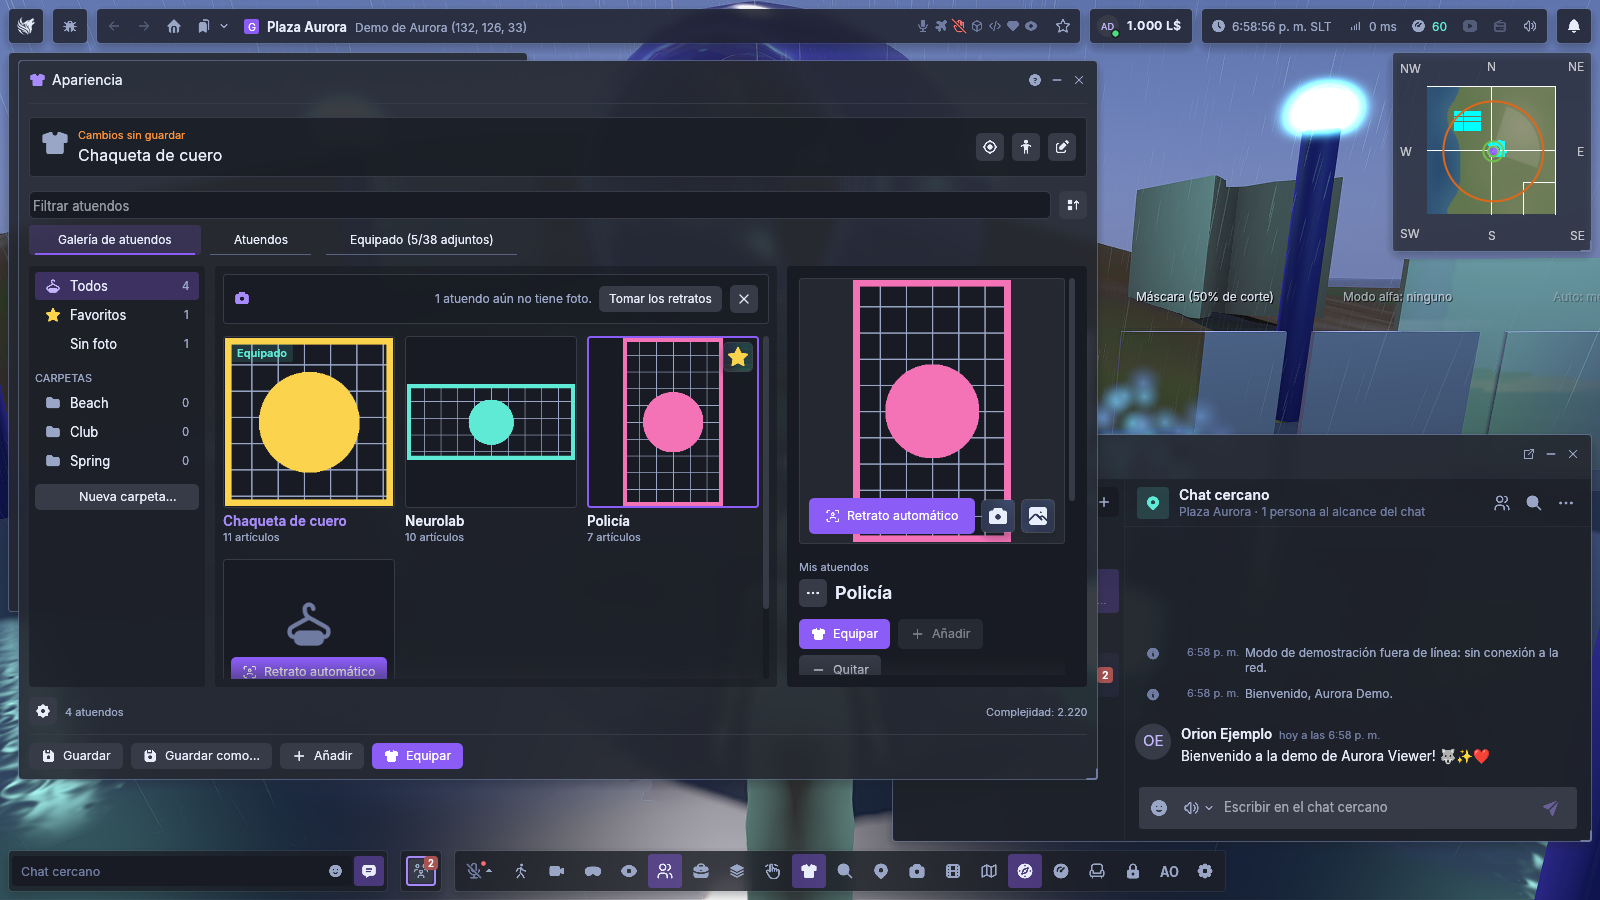 Plaza Aurora Demo de Aurora (132, 126, 33)
AD 1.000 L$
6:58:56 p. m. SLT 0 ms 60
Apariencia
Cambios sin guardar
Chaqueta de cuero
Filtrar atuendos
Galería de atuendos
Atuendos
Equipado (5/38 adjuntos)
Todos 4
Favoritos 1
Sin foto 1
CARPETAS
Beach 0
Club 0
Spring 0
Nueva carpeta...
1 atuendo aún no tiene foto. Tomar los retratos
Equipado
Chaqueta de cuero
11 artículos
Neurolab
10 artículos
Policía
7 artículos
Retrato automático
Retrato automático
Mis atuendos
Policía
Equipar
Añadir
Quitar
4 atuendos
Complejidad: 2.220
Guardar
Guardar como...
Añadir
Equipar
NW N NE
W E
SW S SE
Máscara (50% de corte) Modo alfa: ninguno Auto:
Chat cercano
Plaza Aurora · 1 persona al alcance del chat
6:58 p. m. Modo de demostración fuera de línea: sin conexión a la
red.
6:58 p. m. Bienvenido, Aurora Demo.
OE
Orion Ejemplo hoy a las 6:58 p. m.
Bienvenido a la demo de Aurora Viewer! 🐺✨❤️
2
Escribir en el chat cercano
Chat cercano
2
AO